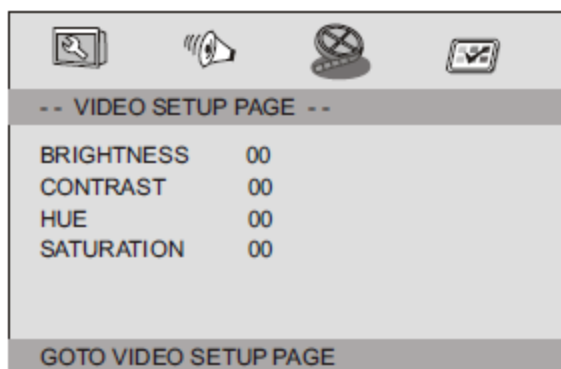 -- VIDEO SETUP PAGE --
BRIGHTNESS 00
CONTRAST 00
HUE 00
SATURATION 00
GOTO VIDEO SETUP PAGE